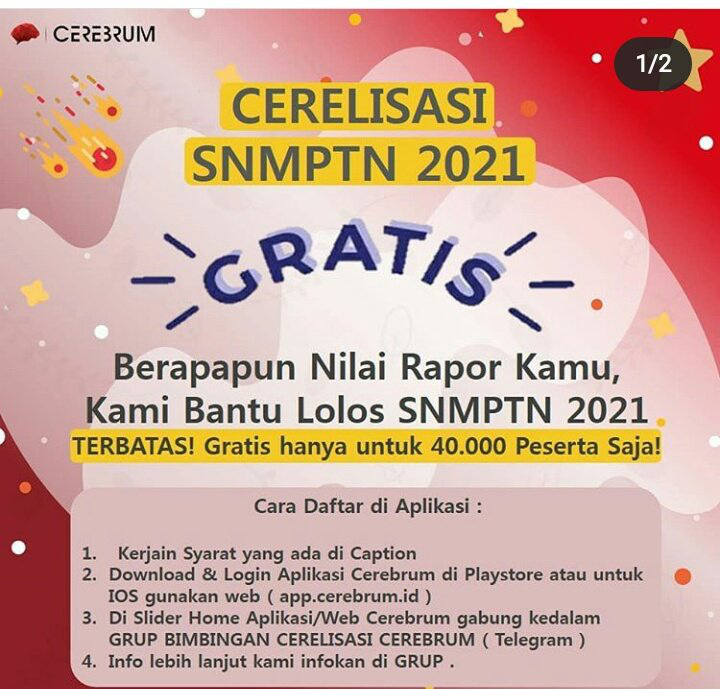 CEREBRUM
1/2
CERELISASI
SNMPTN 2021
GRATIS
Berapapun Nilai Rapor Kamu,
Kami Bantu Lolos SNMPTN 2021
TERBATAS! Gratis hanya untuk 40.000 Peserta Saja!
Cara Daftar di Aplikasi :
1. Kerjain Syarat yang ada di Caption
2. Download & Login Aplikasi Cerebrum di Playstore atau untuk
IOS gunakan web ( app.cerebrum.id )
3. Di Slider Home Aplikasi/Web Cerebrum gabung kedalam
GRUP BIMBINGAN CERELISASI CEREBRUM ( Telegram )
4. Info lebih lanjut kami infokan di GRUP .